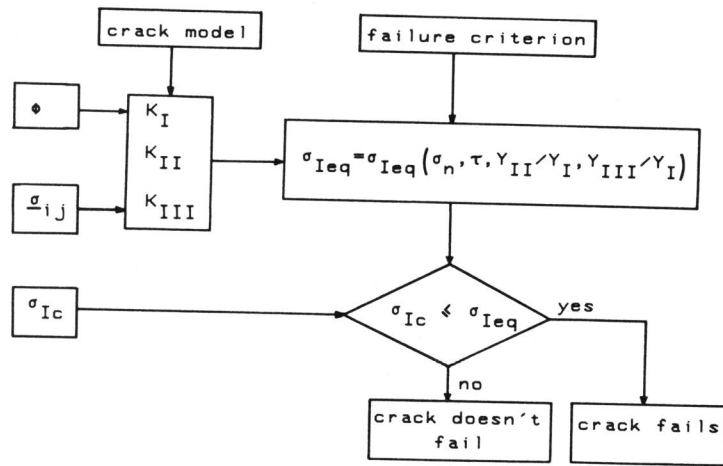 crack model
failure criterion
Φ
K_I
K_II
K_III
σ_ij
σ_Ieq=σ_Ieq(σ_n,τ,Y_II/Y_I,Y_III/Y_I)
σ_Ic
σ_Ic ≤ σ_Ieq
yes
no
crack doesn't
fail
crack fails